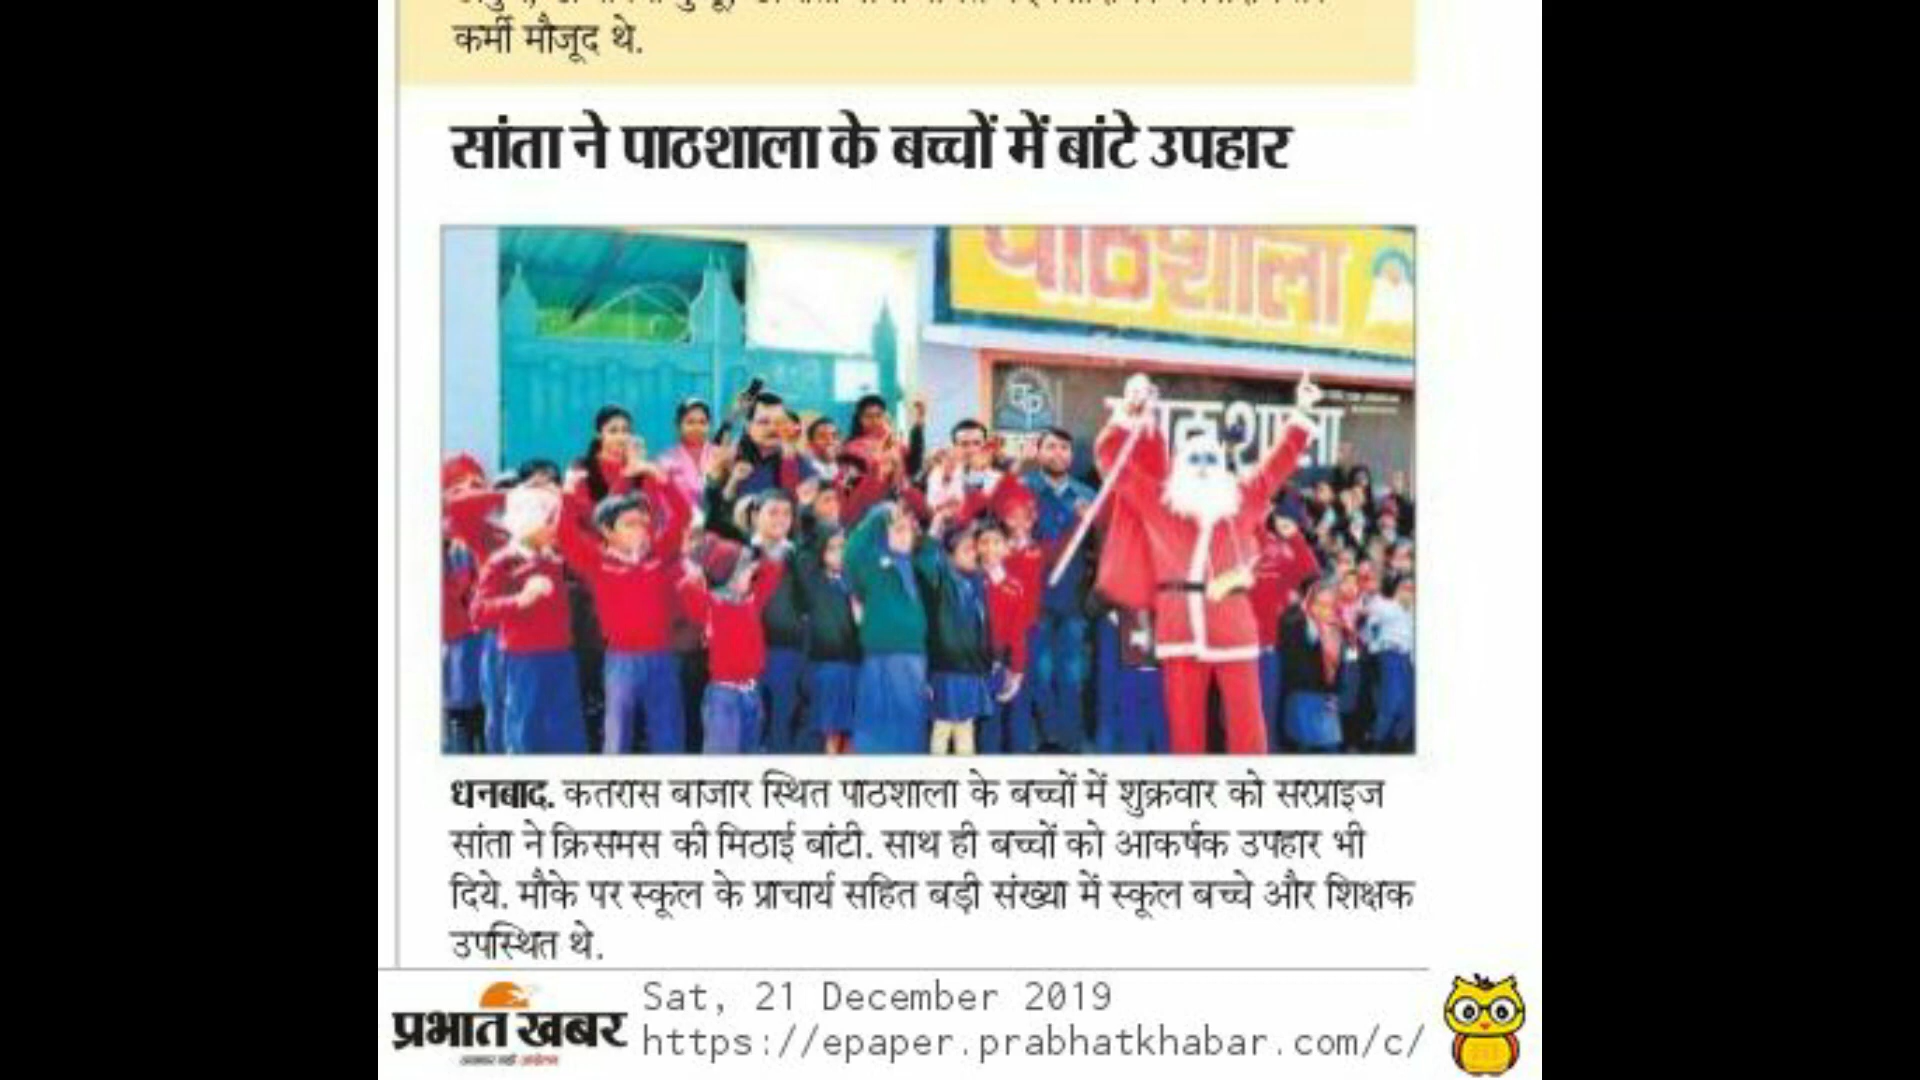 कर्मी मौजूद थे.
सांता ने पाठशाला के बच्चों में बांटे उपहार
पाठशाला
धनबाद. कतरास बाजार स्थित पाठशाला के बच्चों में शुक्रवार को सरप्राइज
सांता ने क्रिसमस की मिठाई बांटी. साथ ही बच्चों को आकर्षक उपहार भी
दिये. मौके पर स्कूल के प्राचार्य सहित बड़ी संख्या में स्कूल बच्चे और शिक्षक
उपस्थित थे.
प्रभात खबर
Sat, 21 December 2019
https://epaper.prabhatkhabar.com/c/